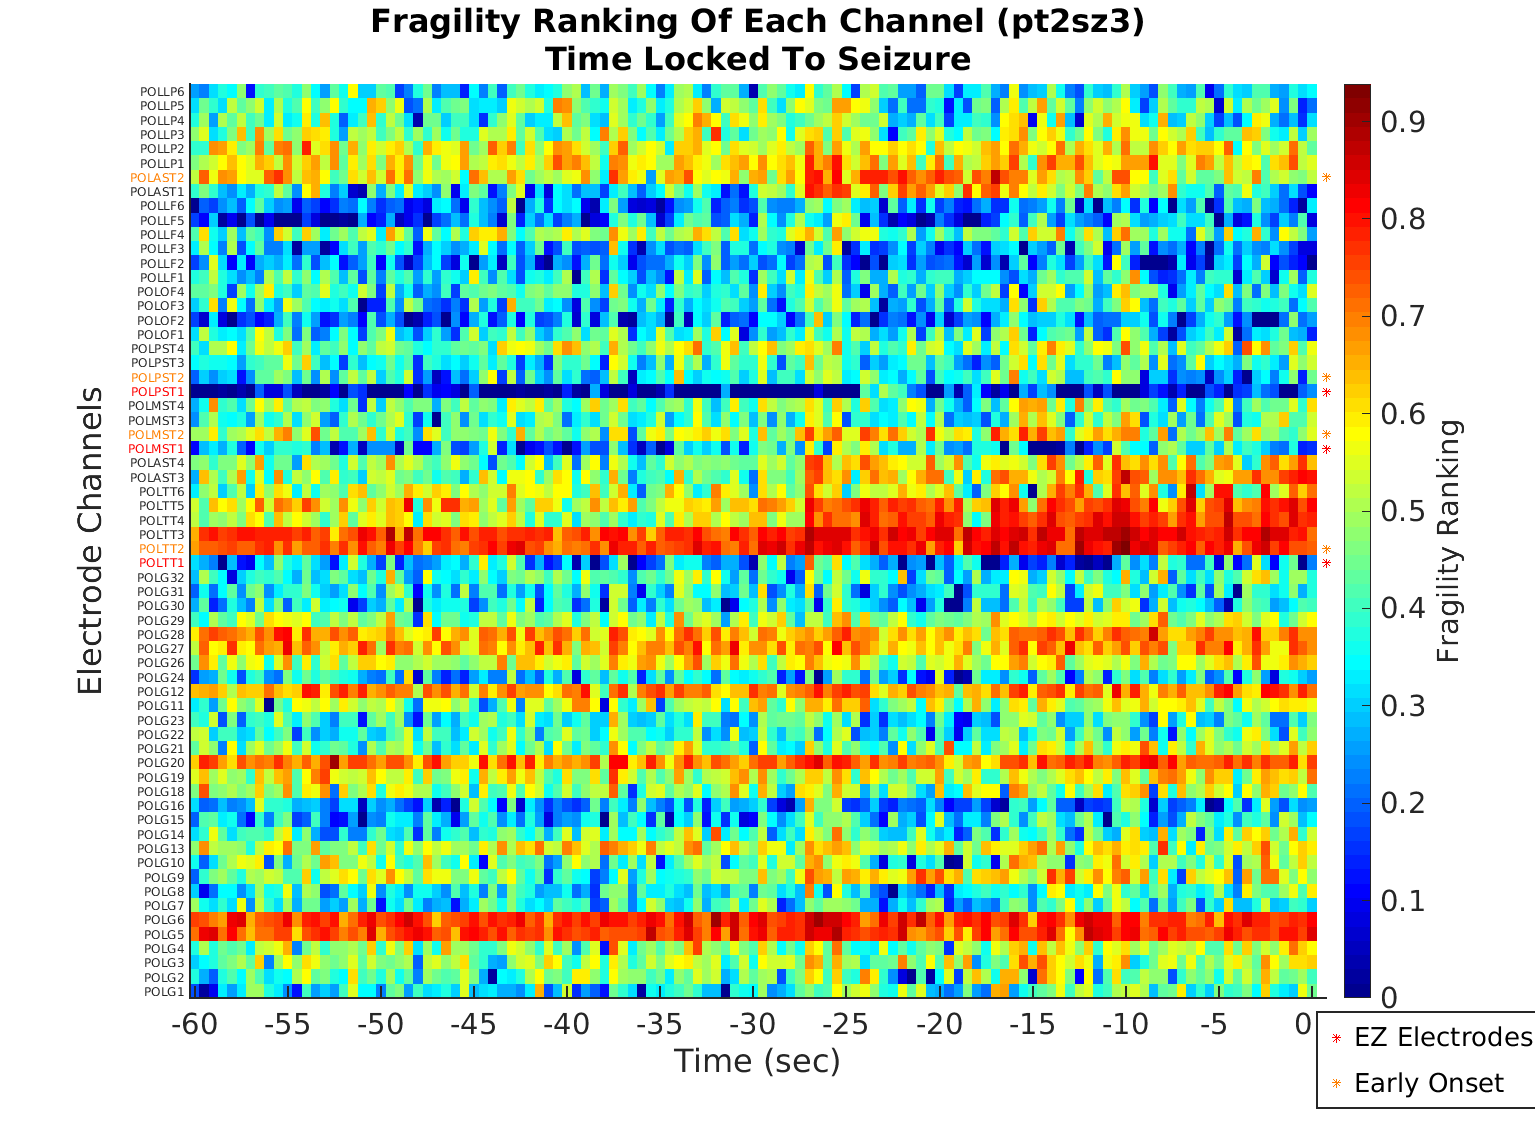 Fragility Ranking Of Each Channel (pt2sz3)
Time Locked To Seizure
POLLP6
POLLP5
POLLP4
POLLP3
POLLP2
POLLP1
POLAST2
POLAST1
POLLF6
POLLF5
POLLF4
POLLF3
POLLF2
POLLF1
POLOF4
POLOF3
POLOF2
POLOF1
POLPST4
POLPST3
POLPST2
POLPST1
POLMST4
POLMST3
POLMST2
POLMST1
POLAST4
POLAST3
POLTT6
POLTT5
POLTT4
POLTT3
POLTT2
POLTT1
POLG32
POLG31
POLG30
POLG29
POLG28
POLG27
POLG26
POLG24
POLG12
POLG11
POLG23
POLG22
POLG21
POLG20
POLG19
POLG18
POLG16
POLG15
POLG14
POLG13
POLG10
POLG9
POLG8
POLG7
POLG6
POLG5
POLG4
POLG3
POLG2
POLG1
Electrode Channels
-60 -55 -50 -45 -40 -35 -30 -25 -20 -15 -10 -5 0
Time (sec)
0.9
0.8
0.7
0.6
0.5
0.4
0.3
0.2
0.1
0
Fragility Ranking
EZ Electrodes
Early Onset